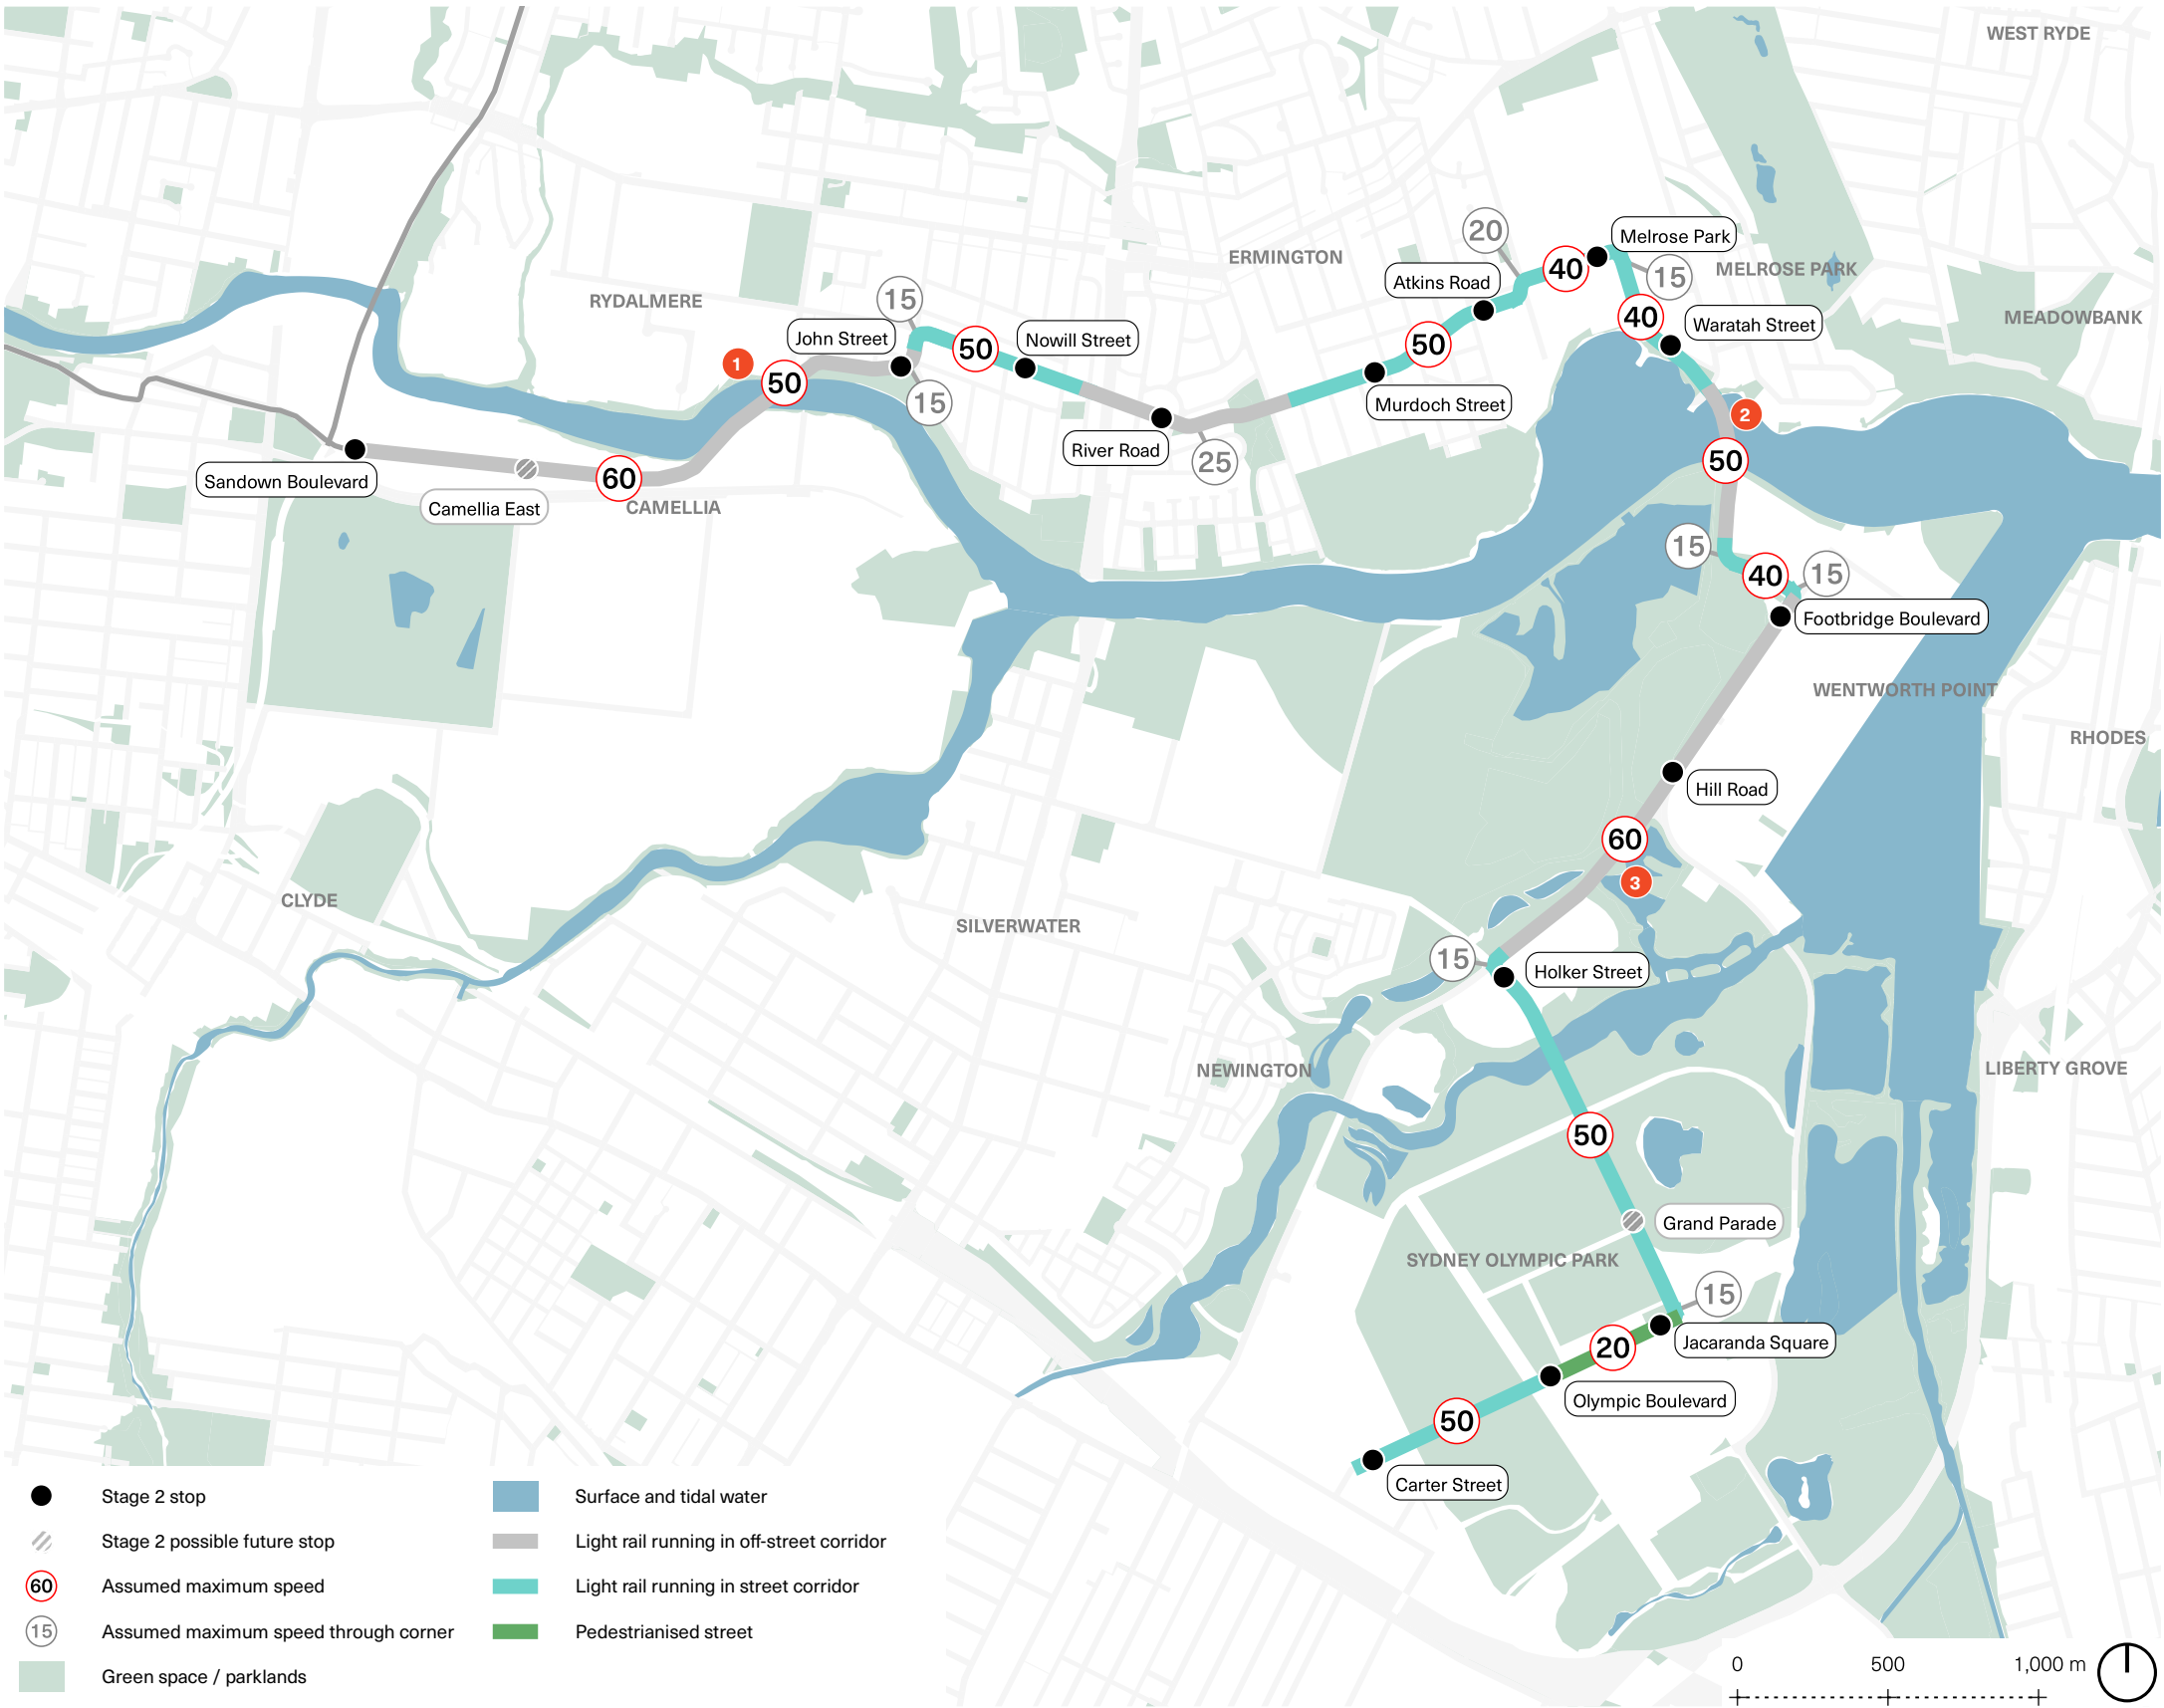 WEST RYDE
20
Melrose Park
ERMINGTON
40
15
MELROSE PARK
Atkins Road
RYDALMERE
15
40
Waratah Street
MEADOWBANK
John Street
50
Nowill Street
50
1
50
15
Murdoch Street
2
River Road
25
50
Sandown Boulevard
60
Camellia East
CAMELLIA
15
40
15
Footbridge Boulevard
WENTWORTH POINT
RHODES
Hill Road
60
3
CLYDE
SILVERWATER
15
Holker Street
NEWINGTON
LIBERTY GROVE
50
Grand Parade
SYDNEY OLYMPIC PARK
15
20
Jacaranda Square
Olympic Boulevard
50
Carter Street
Stage 2 stop
Stage 2 possible future stop
60 Assumed maximum speed
15 Assumed maximum speed through corner
Green space / parklands
Surface and tidal water
Light rail running in off-street corridor
Light rail running in street corridor
Pedestrianised street
0 500 1,000 m